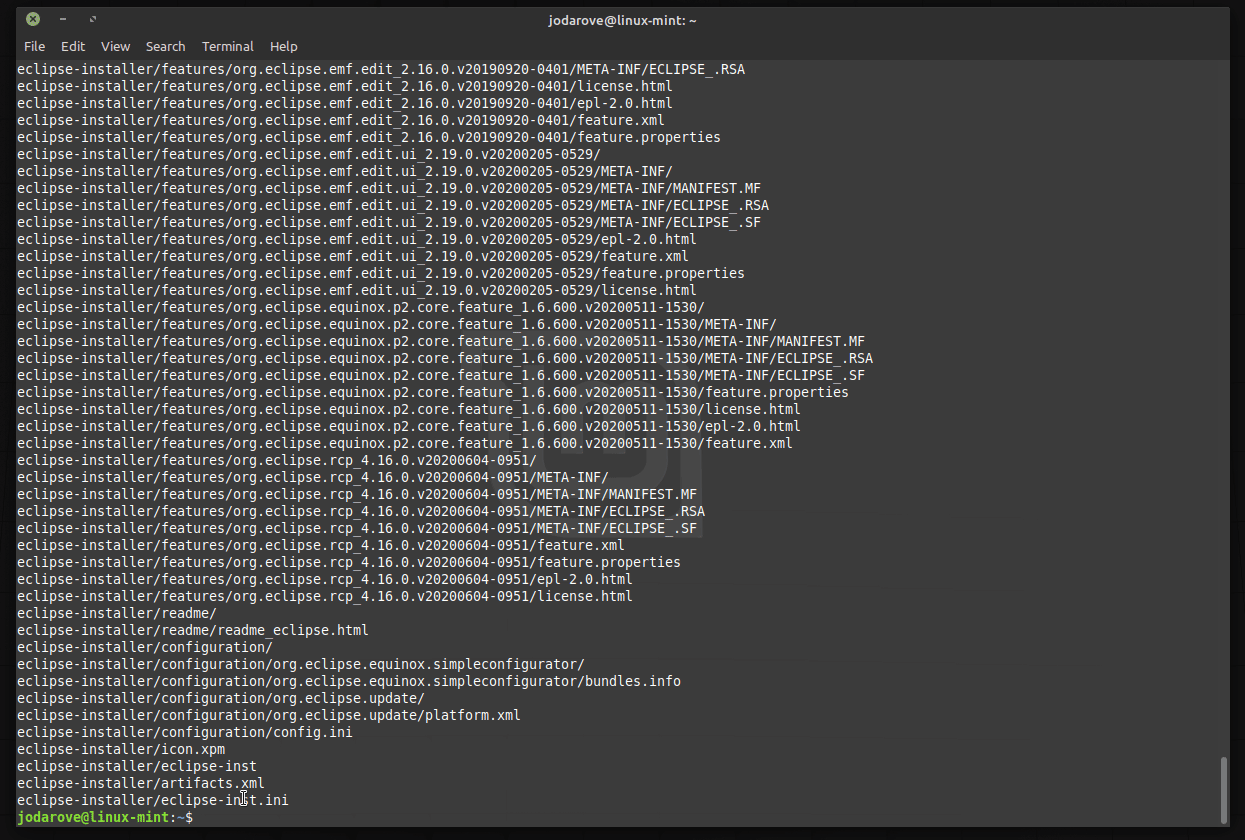 jodarove@linux-mint: ~
File Edit View Search Terminal Help
eclipse-installer/features/org.eclipse.emf.edit_2.16.0.v20190920-0401/META-INF/ECLIPSE_.RSA
eclipse-installer/features/org.eclipse.emf.edit_2.16.0.v20190920-0401/license.html
eclipse-installer/features/org.eclipse.emf.edit_2.16.0.v20190920-0401/epl-2.0.html
eclipse-installer/features/org.eclipse.emf.edit_2.16.0.v20190920-0401/feature.xml
eclipse-installer/features/org.eclipse.emf.edit_2.16.0.v20190920-0401/feature.properties
eclipse-installer/features/org.eclipse.emf.edit.ui_2.19.0.v20200205-0529/
eclipse-installer/features/org.eclipse.emf.edit.ui_2.19.0.v20200205-0529/META-INF/
eclipse-installer/features/org.eclipse.emf.edit.ui_2.19.0.v20200205-0529/META-INF/MANIFEST.MF
eclipse-installer/features/org.eclipse.emf.edit.ui_2.19.0.v20200205-0529/META-INF/ECLIPSE_.RSA
eclipse-installer/features/org.eclipse.emf.edit.ui_2.19.0.v20200205-0529/META-INF/ECLIPSE_.SF
eclipse-installer/features/org.eclipse.emf.edit.ui_2.19.0.v20200205-0529/epl-2.0.html
eclipse-installer/features/org.eclipse.emf.edit.ui_2.19.0.v20200205-0529/feature.xml
eclipse-installer/features/org.eclipse.emf.edit.ui_2.19.0.v20200205-0529/feature.properties
eclipse-installer/features/org.eclipse.emf.edit.ui_2.19.0.v20200205-0529/license.html
eclipse-installer/features/org.eclipse.equinox.p2.core.feature_1.6.600.v20200511-1530/
eclipse-installer/features/org.eclipse.equinox.p2.core.feature_1.6.600.v20200511-1530/META-INF/
eclipse-installer/features/org.eclipse.equinox.p2.core.feature_1.6.600.v20200511-1530/META-INF/MANIFEST.MF
eclipse-installer/features/org.eclipse.equinox.p2.core.feature_1.6.600.v20200511-1530/META-INF/ECLIPSE_.RSA
eclipse-installer/features/org.eclipse.equinox.p2.core.feature_1.6.600.v20200511-1530/META-INF/ECLIPSE_.SF
eclipse-installer/features/org.eclipse.equinox.p2.core.feature_1.6.600.v20200511-1530/feature.properties
eclipse-installer/features/org.eclipse.equinox.p2.core.feature_1.6.600.v20200511-1530/license.html
eclipse-installer/features/org.eclipse.equinox.p2.core.feature_1.6.600.v20200511-1530/epl-2.0.html
eclipse-installer/features/org.eclipse.equinox.p2.core.feature_1.6.600.v20200511-1530/feature.xml
eclipse-installer/features/org.eclipse.rcp_4.16.0.v20200604-0951/
eclipse-installer/features/org.eclipse.rcp_4.16.0.v20200604-0951/META-INF/
eclipse-installer/features/org.eclipse.rcp_4.16.0.v20200604-0951/META-INF/MANIFEST.MF
eclipse-installer/features/org.eclipse.rcp_4.16.0.v20200604-0951/META-INF/ECLIPSE_.RSA
eclipse-installer/features/org.eclipse.rcp_4.16.0.v20200604-0951/META-INF/ECLIPSE_.SF
eclipse-installer/features/org.eclipse.rcp_4.16.0.v20200604-0951/feature.xml
eclipse-installer/features/org.eclipse.rcp_4.16.0.v20200604-0951/feature.properties
eclipse-installer/features/org.eclipse.rcp_4.16.0.v20200604-0951/epl-2.0.html
eclipse-installer/features/org.eclipse.rcp_4.16.0.v20200604-0951/license.html
eclipse-installer/readme/
eclipse-installer/readme/readme_eclipse.html
eclipse-installer/configuration/
eclipse-installer/configuration/org.eclipse.equinox.simpleconfigurator/
eclipse-installer/configuration/org.eclipse.equinox.simpleconfigurator/bundles.info
eclipse-installer/configuration/org.eclipse.update/
eclipse-installer/configuration/org.eclipse.update/platform.xml
eclipse-installer/configuration/config.ini
eclipse-installer/icon.xpm
eclipse-installer/eclipse-inst
eclipse-installer/artifacts.xml
eclipse-installer/eclipse-inst.ini
jodarove@linux-mint:~$